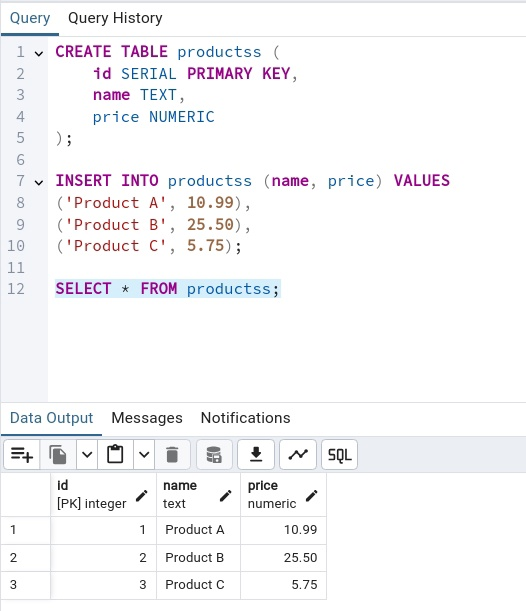 Query Query History
1 CREATE TABLE productss (
2 id SERIAL PRIMARY KEY,
3 name TEXT,
4 price NUMERIC
5 );
6
7 INSERT INTO productss (name, price) VALUES
8 ('Product A', 10.99),
9 ('Product B', 25.50),
10 ('Product C', 5.75);
11
12 SELECT * FROM productss;
Data Output Messages Notifications
SQL
id name price
[PK] integer text numeric
1 1 Product A 10.99
2 2 Product B 25.50
3 3 Product C 5.75